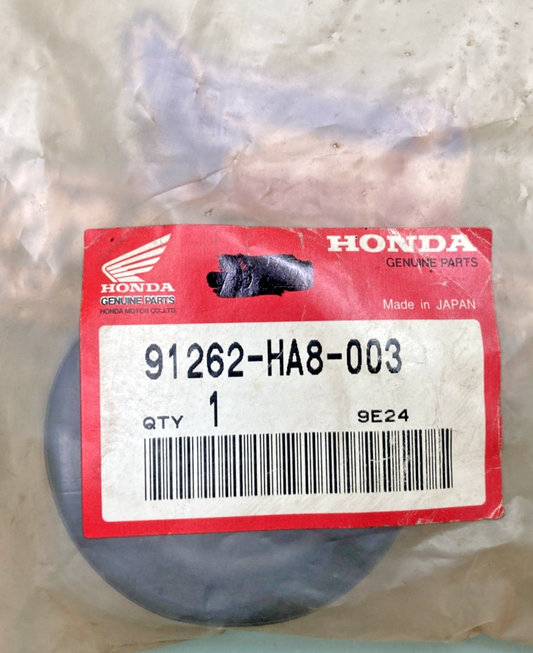 HONDA
GENUINE PARTS
HONDA MOTOR CO.,LTD.
HONDA
GENUINE PARTS
Made in JAPAN
91262-HA8-003
QTY 1 9E24